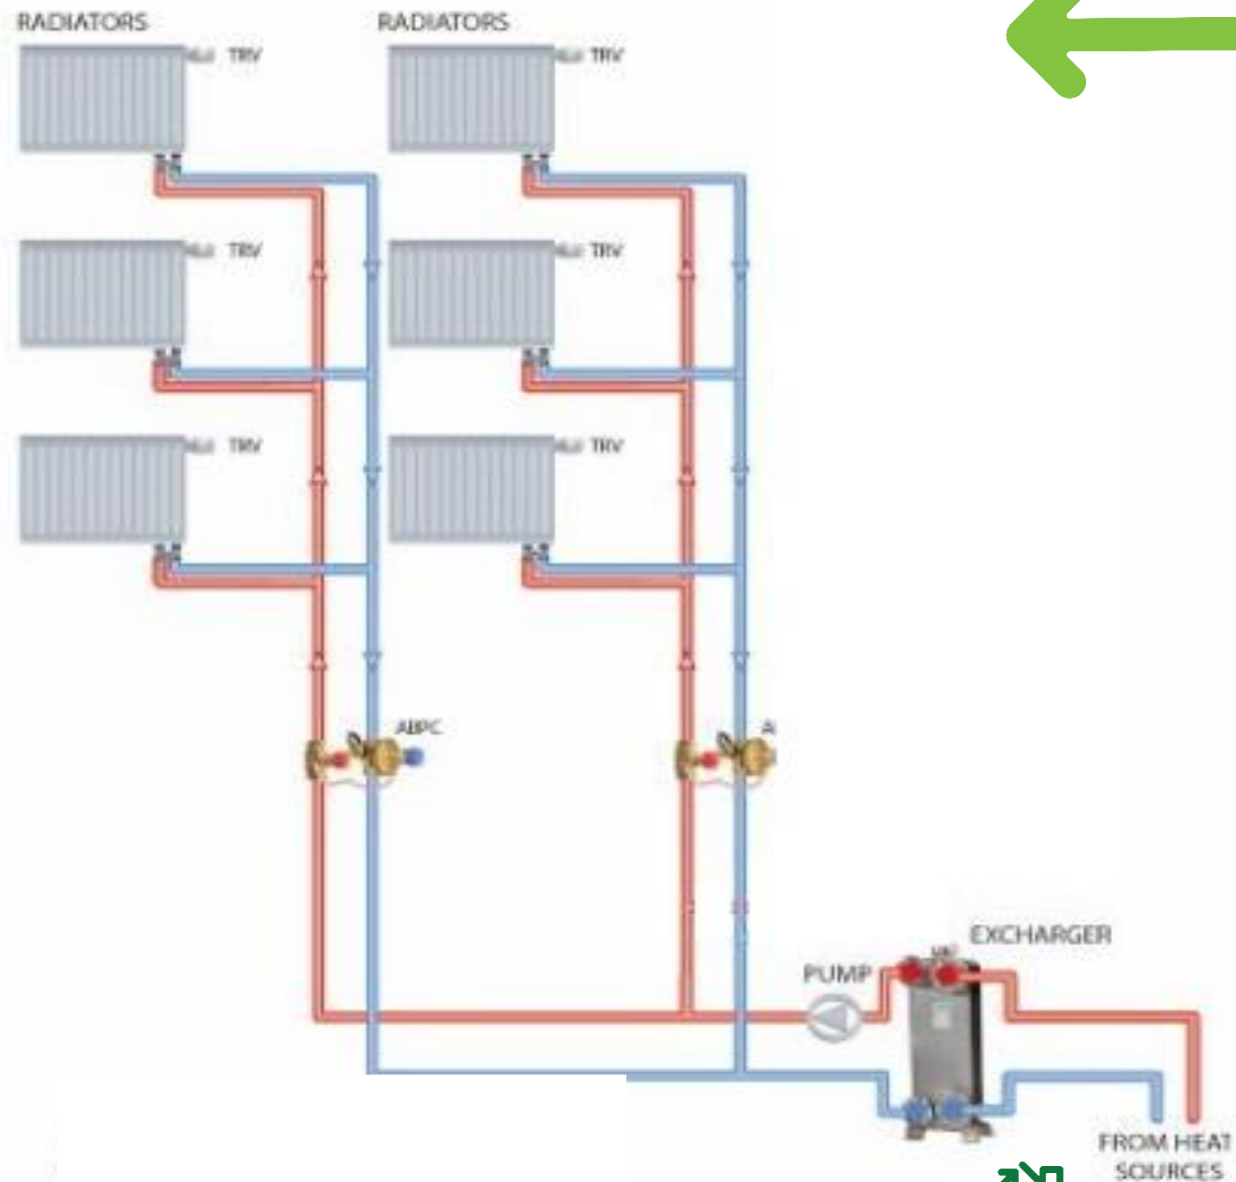 RADIATORS
RADIATORS
TRV
TRV
TRV
TRV
TRV
TRV
ABPC
A
EXCHARGER
PUMP
FROM HEAT
SOURCES